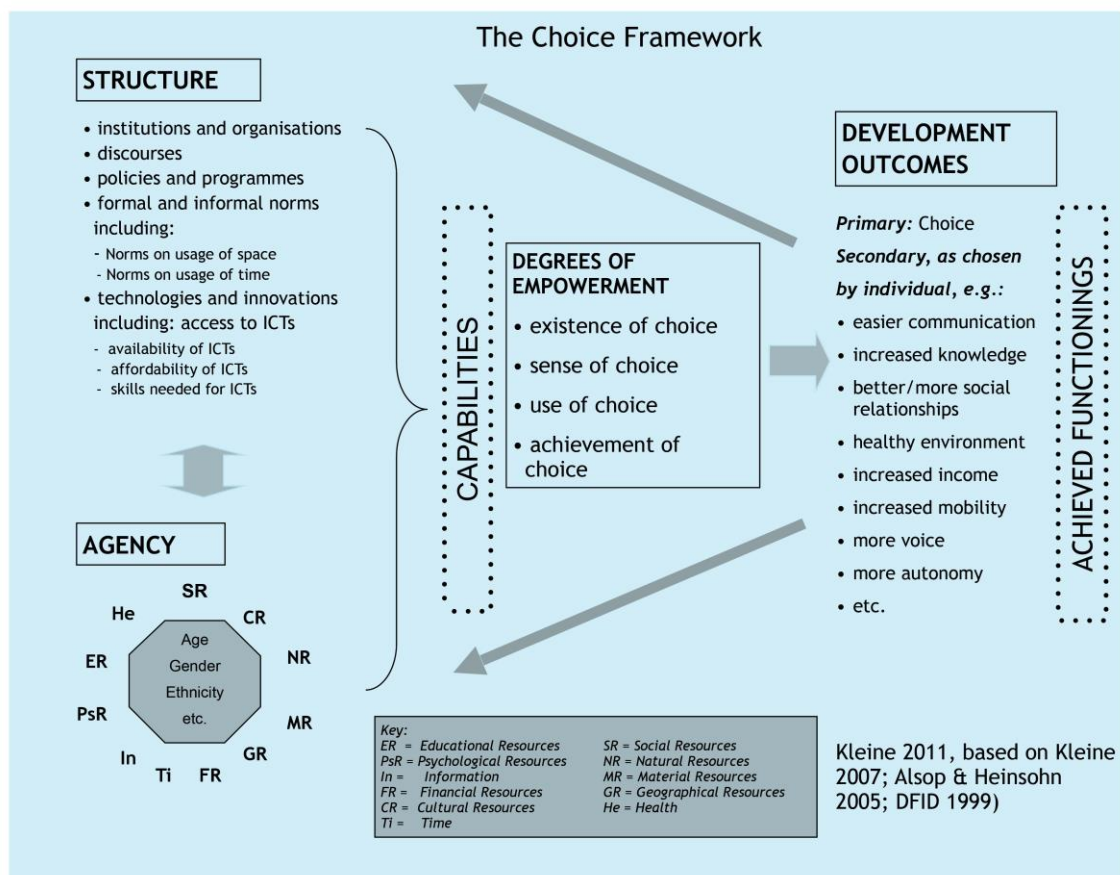 The Choice Framework
STRUCTURE
• institutions and organisations
• discourses
• policies and programmes
• formal and informal norms
including:
- Norms on usage of space
- Norms on usage of time
• technologies and innovations
including: access to ICTs
- availability of ICTs
- affordability of ICTs
- skills needed for ICTs
AGENCY
SR
He
CR
ER
NR
PsR
MR
In
GR
Ti
FR
Age
Gender
Ethnicity
etc.
CAPABILITIES
DEGREES OF
EMPOWERMENT
• existence of choice
• sense of choice
• use of choice
• achievement of
choice
DEVELOPMENT
OUTCOMES
Primary: Choice
Secondary, as chosen
by individual, e.g.:
• easier communication
• increased knowledge
• better/more social
relationships
• healthy environment
• increased income
• increased mobility
• more voice
• more autonomy
• etc.
ACHIEVED FUNCTIONINGS
Key:
ER = Educational Resources
PsR = Psychological Resources
In = Information
FR = Financial Resources
CR = Cultural Resources
Ti = Time
SR = Social Resources
NR = Natural Resources
MR = Material Resources
GR = Geographical Resources
He = Health
Kleine 2011, based on Kleine
2007; Alsop & Heinsohn
2005; DFID 1999)